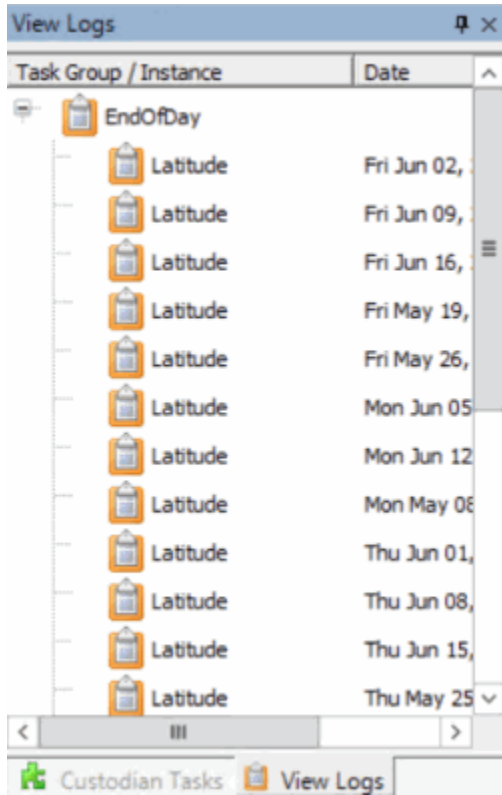 View Logs
Task Group / Instance Date
EndOfDay
Latitude Fri Jun 02,
Latitude Fri Jun 09,
Latitude Fri Jun 16,
Latitude Fri May 19,
Latitude Fri May 26,
Latitude Mon Jun 05
Latitude Mon Jun 12
Latitude Mon May 08
Latitude Thu Jun 01,
Latitude Thu Jun 08,
Latitude Thu Jun 15,
Latitude Thu May 25
Custodian Tasks View Logs